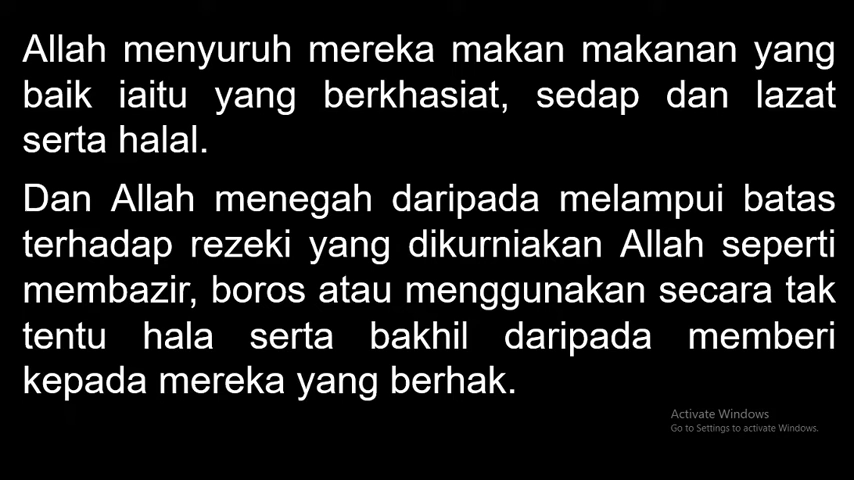 Allah menyuruh mereka makan makanan yang
baik iaitu yang berkhasiat, sedap dan lazat
serta halal.
Dan Allah menegah daripada melampui batas
terhadap rezeki yang dikurniakan Allah seperti
membazir, boros atau menggunakan secara tak
tentu hala serta bakhil daripada memberi
kepada mereka yang berhak.
Activate Windows
Go to Settings to activate Windows.